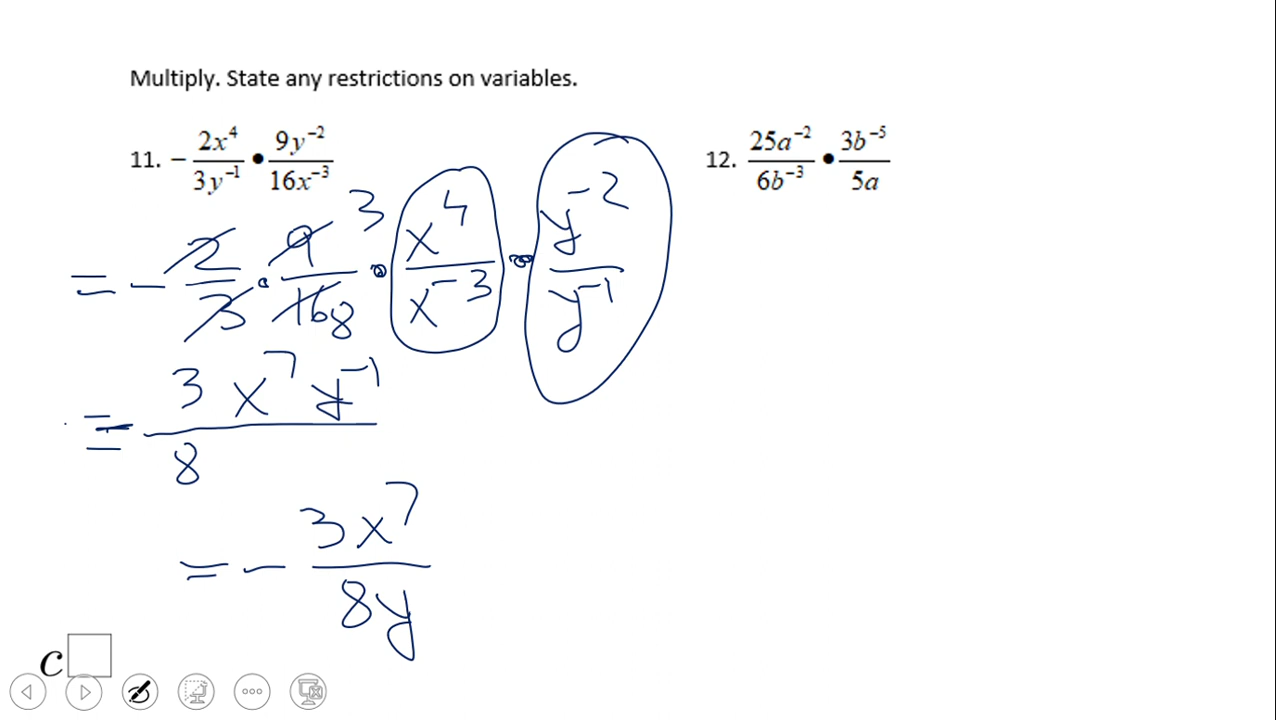 Multiply. State any restrictions on variables.
11. − 2x⁴/3y⁻¹ • 9y⁻²/16x⁻³
12. 25a⁻²/6b⁻³ • 3b⁻⁵/5a
= − 2/3 · 9 3/16 8 · x⁴/x⁻³ · y⁻²/y⁻¹
= − 3x⁷y⁻¹/8
= − 3x⁷/8y
c